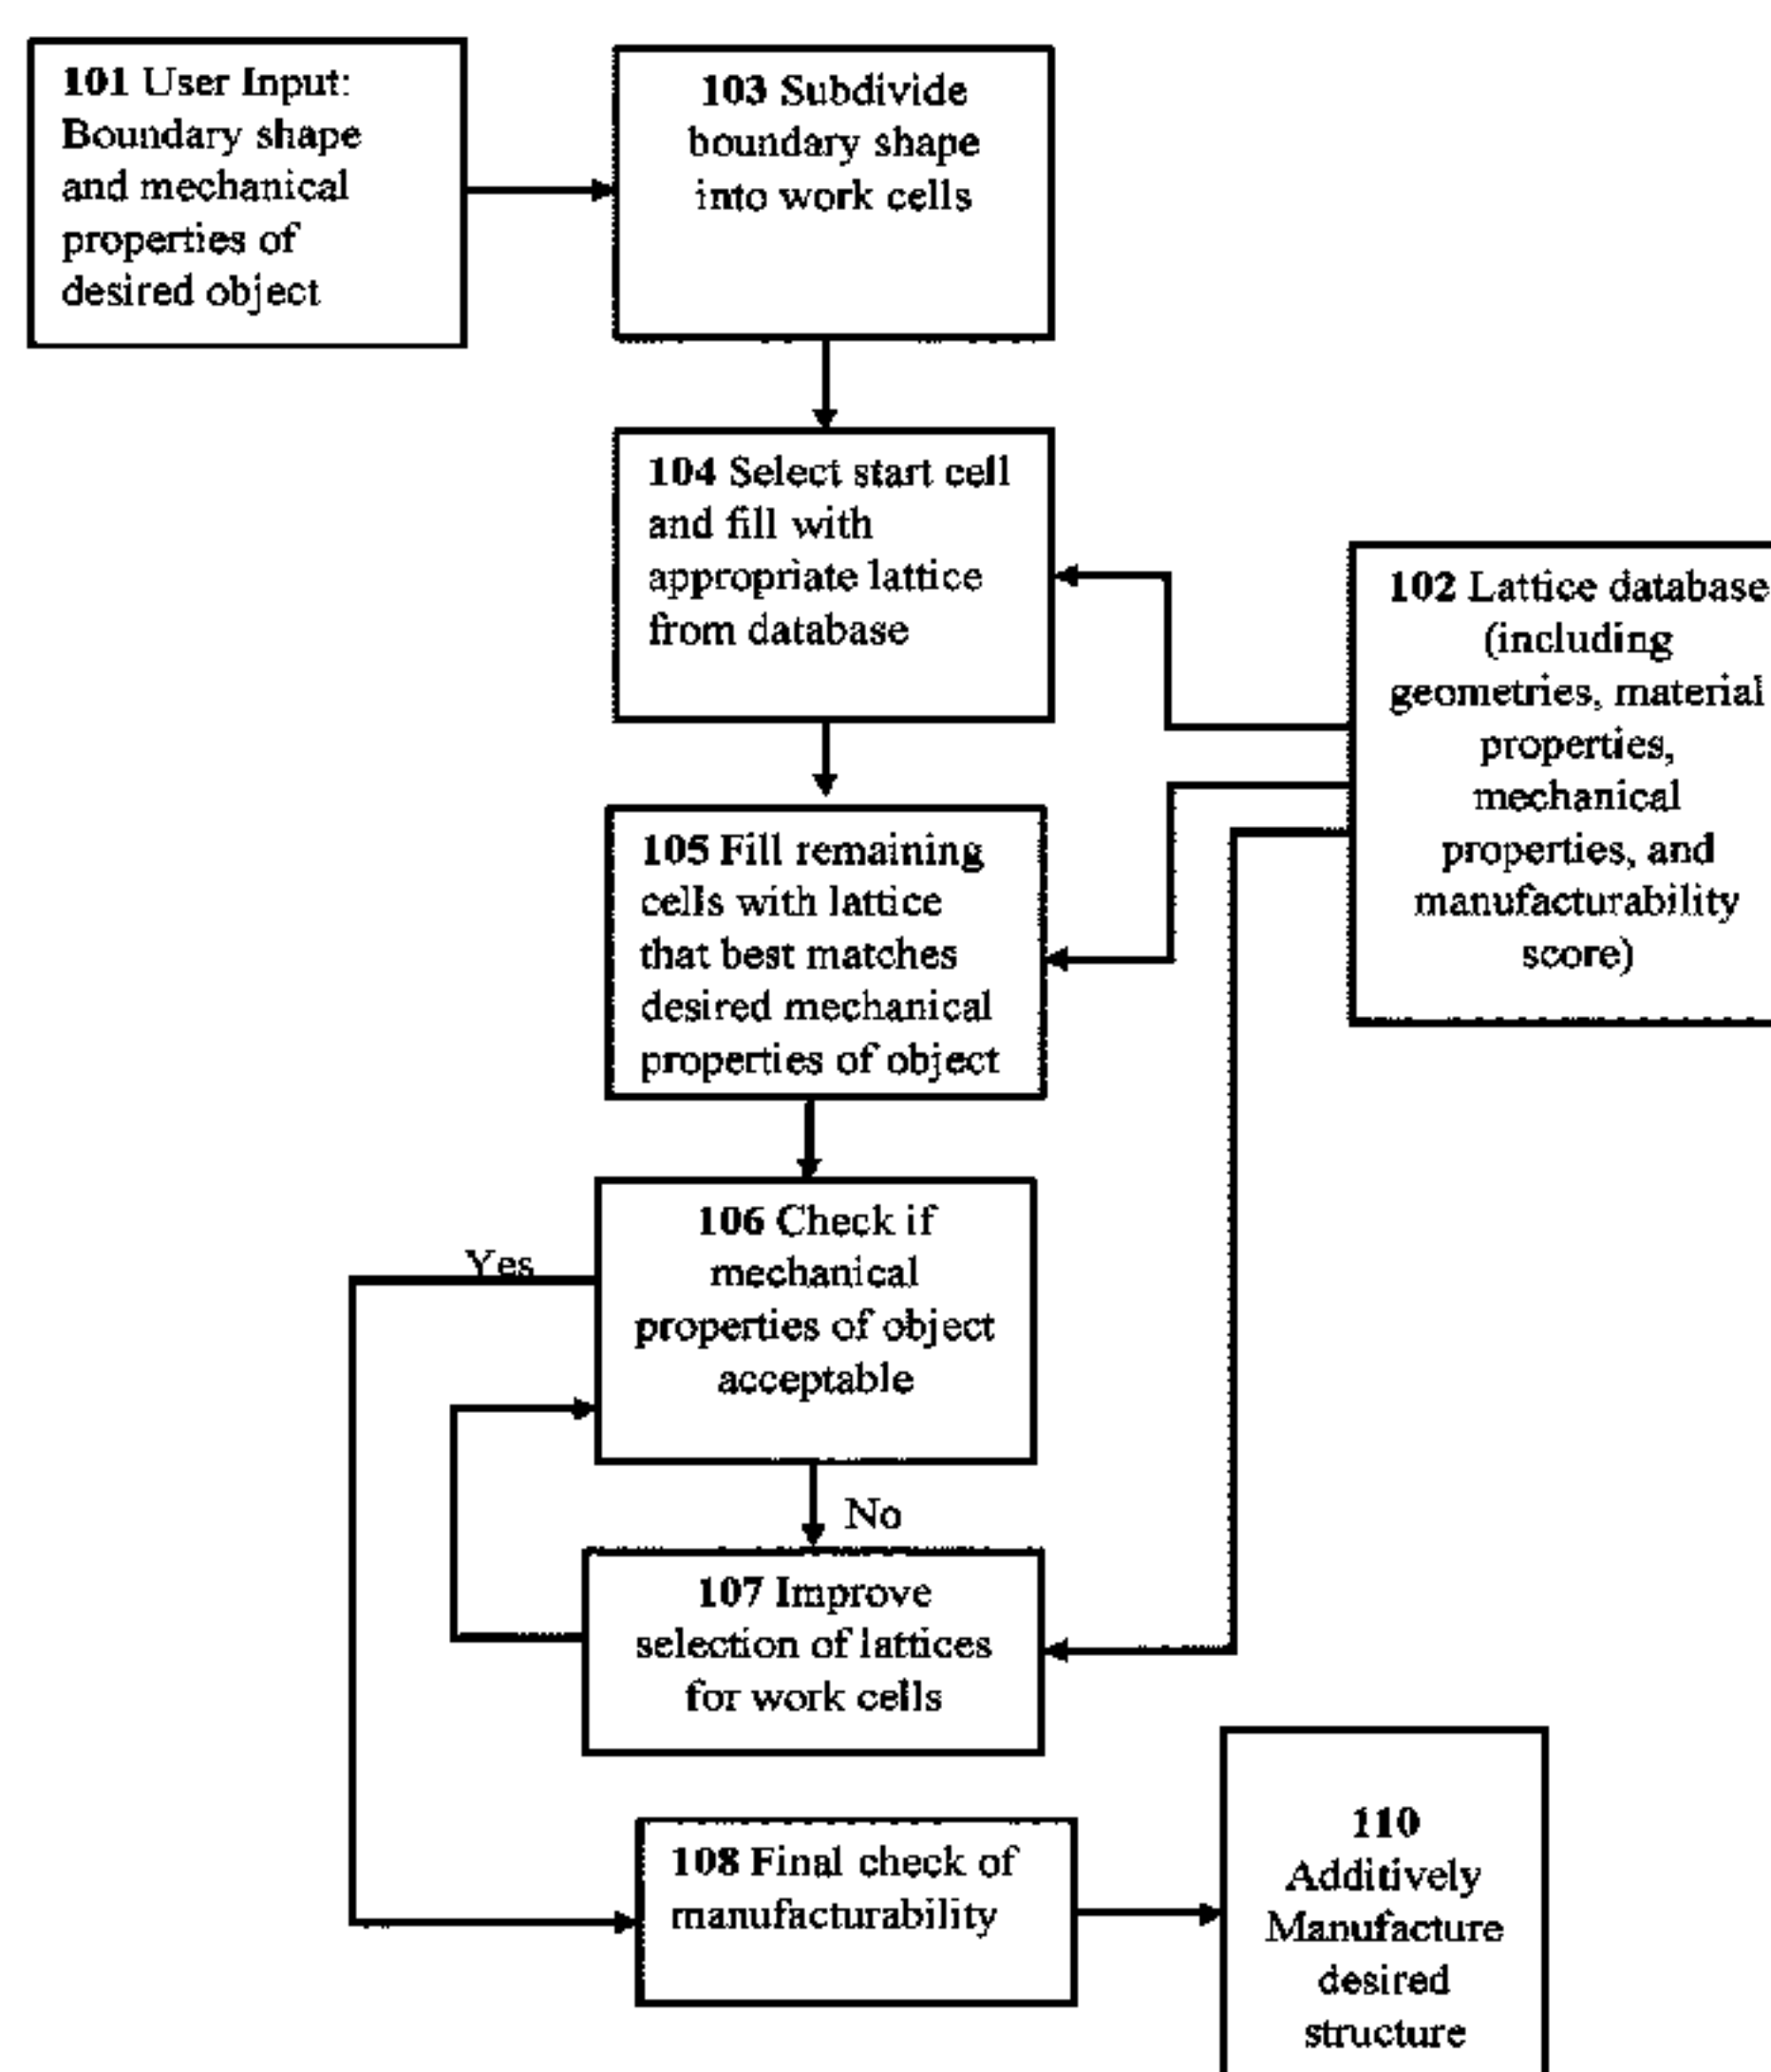 101 User Input:
Boundary shape
and mechanical
properties of
desired object
103 Subdivide
boundary shape
into work cells
104 Select start cell
and fill with
appropriate lattice
from database
102 Lattice database
(including
geometries, material
properties,
mechanical
properties, and
manufacturability
score)
105 Fill remaining
cells with lattice
that best matches
desired mechanical
properties of object
106 Check if
mechanical
properties of object
acceptable
Yes
No
107 Improve
selection of lattices
for work cells
108 Final check of
manufacturability
110
Additively
Manufacture
desired
structure